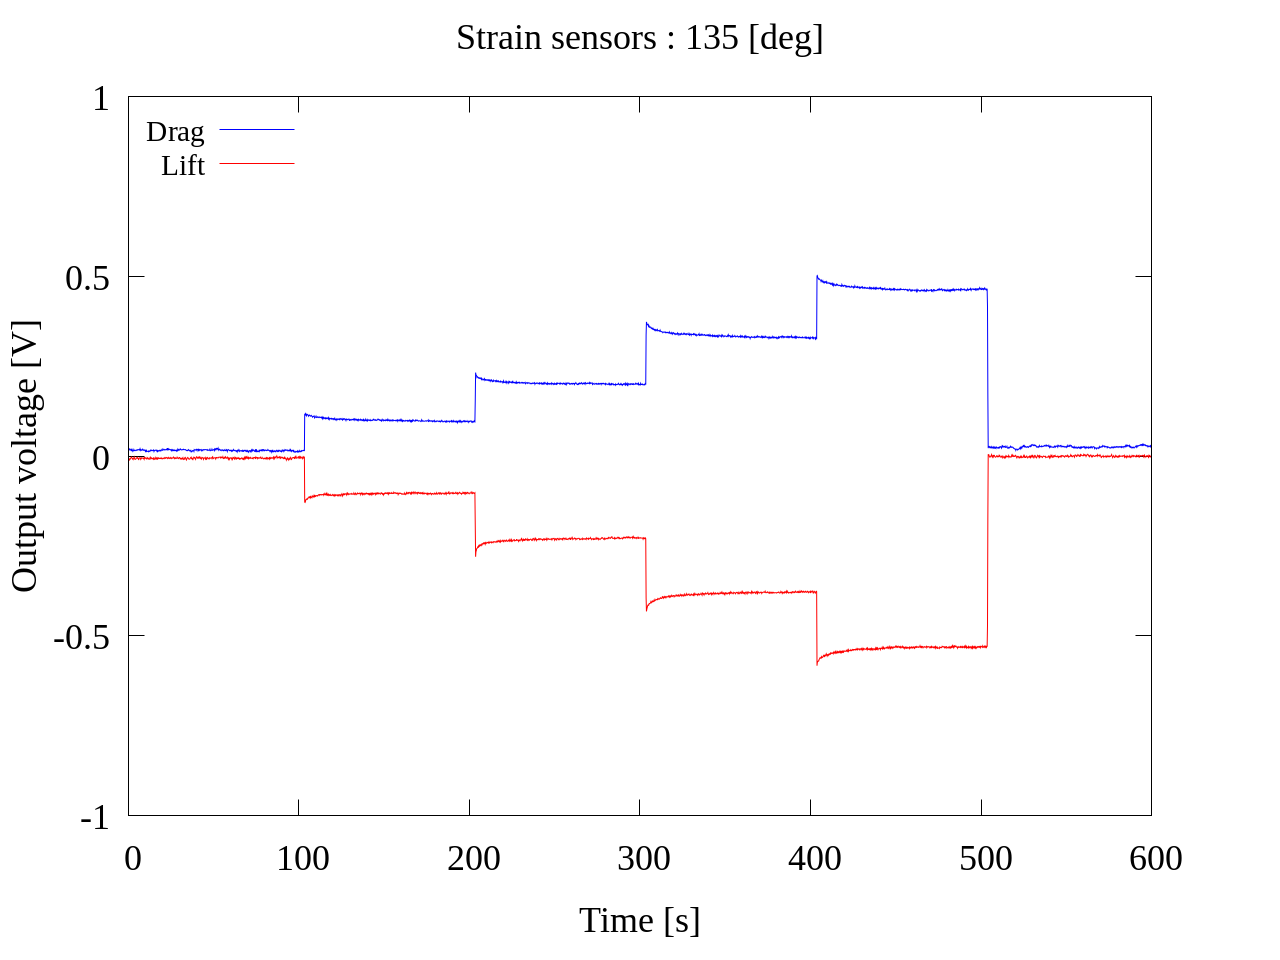 Strain sensors : 135 [deg]
1
0.5
0
-0.5
-1
Drag
Lift
Output voltage [V]
0 100 200 300 400 500 600
Time [s]